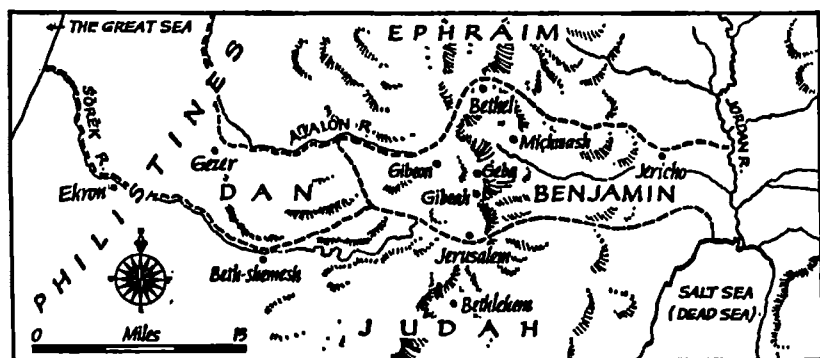 THE GREAT SEA
EPHRAIM
PHILISTINES
SŌRĒK R.
JORDAN R.
Bethel
AIJALON R.
Michmash
Gezer
Gibeon
Geba
Jericho
Ekron
DAN
Gibeah
BENJAMIN
Jerusalem
Beth-shemesh
SALT SEA
(DEAD SEA)
Bethlehem
0 Miles 15
JUDAH